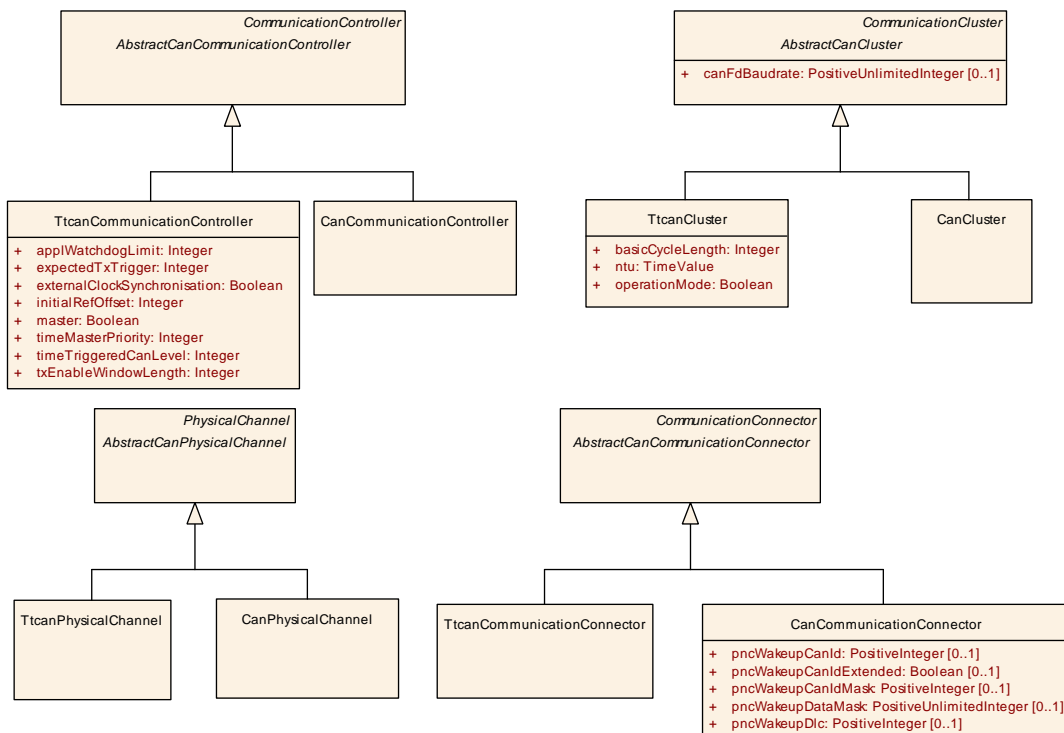 CommunicationController
AbstractCanCommunicationController
CommunicationCluster
AbstractCanCluster
+ canFdBaudrate: PositiveUnlimitedInteger [0..1]
TtcanCommunicationController
+ applWatchdogLimit: Integer
+ expectedTxTrigger: Integer
+ externalClockSynchronisation: Boolean
+ initialRefOffset: Integer
+ master: Boolean
+ timeMasterPriority: Integer
+ timeTriggeredCanLevel: Integer
+ txEnableWindowLength: Integer
CanCommunicationController
TtcanCluster
+ basicCycleLength: Integer
+ ntu: TimeValue
+ operationMode: Boolean
CanCluster
PhysicalChannel
AbstractCanPhysicalChannel
CommunicationConnector
AbstractCanCommunicationConnector
TtcanPhysicalChannel
CanPhysicalChannel
TtcanCommunicationConnector
CanCommunicationConnector
+ pncWakeupCanId: PositiveInteger [0..1]
+ pncWakeupCanIdExtended: Boolean [0..1]
+ pncWakeupCanIdMask: PositiveInteger [0..1]
+ pncWakeupDataMask: PositiveUnlimitedInteger [0..1]
+ pncWakeupDlc: PositiveInteger [0..1]